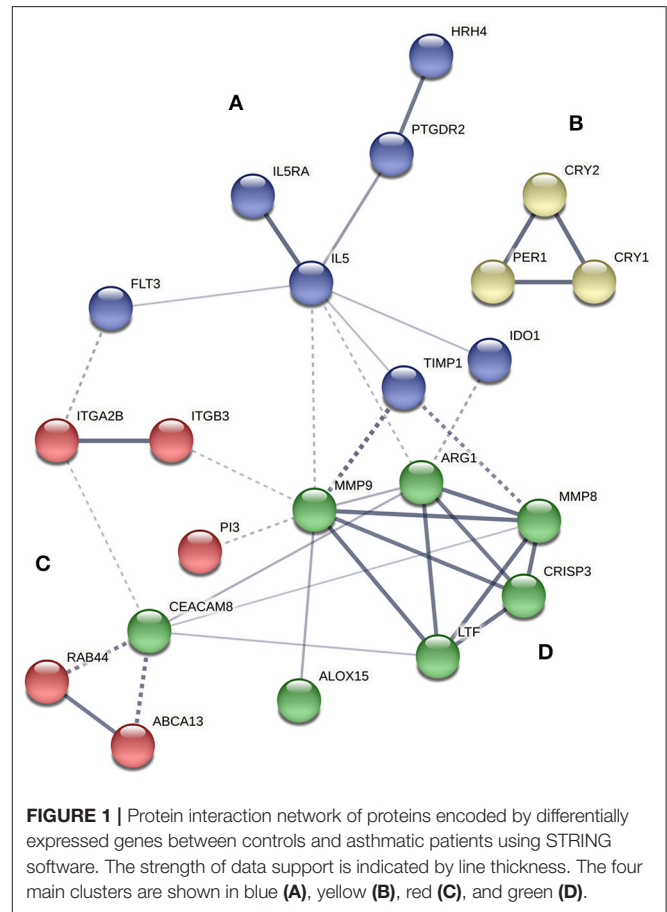 HRH4
A
PTGDR2
B
IL5RA
CRY2
IL5
PER1
CRY1
FLT3
IDO1
TIMP1
ITGA2B
ITGB3
ARG1
MMP9
MMP8
PI3
C
CRISP3
CEACAM8
LTF
D
RAB44
ALOX15
ABCA13
FIGURE 1 | Protein interaction network of proteins encoded by differentially
expressed genes between controls and asthmatic patients using STRING
software. The strength of data support is indicated by line thickness. The four
main clusters are shown in blue (A), yellow (B), red (C), and green (D).